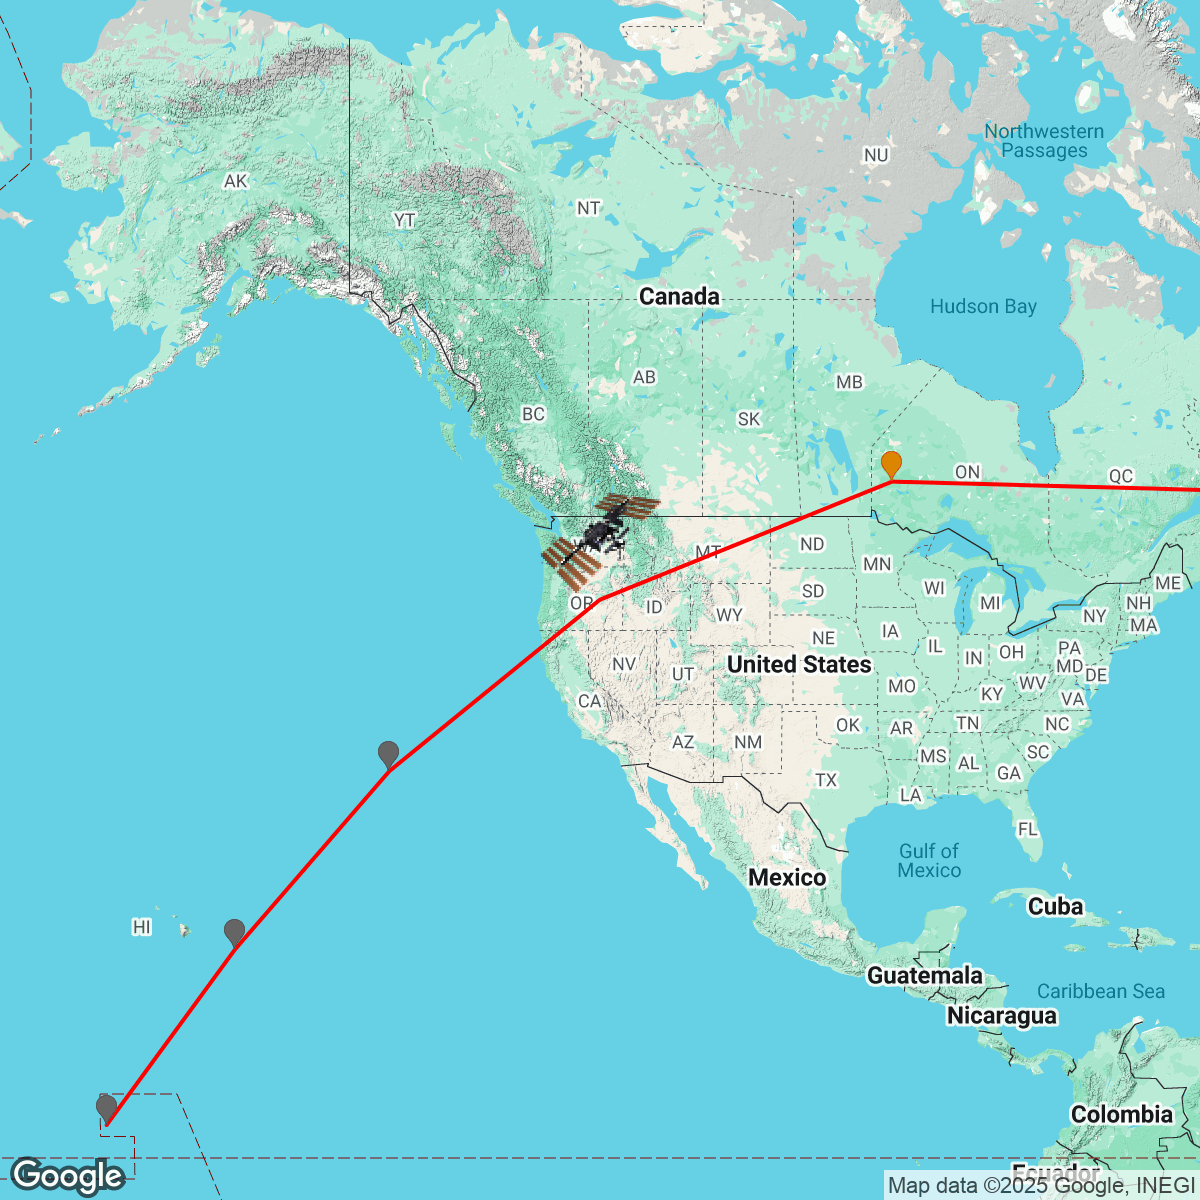 Northwestern
Passages
NU
AK
NT
YT
Canada
Hudson Bay
AB
MB
BC
SK
ON
QC
MT
ND
MN
ME
WI
MI
NH
NY
MA
OR
ID
WY
SD
IA
NE
IL
IN
OH
PA
MD
DE
NV
UT
United States
MO
KY
WV
VA
CA
OK
AR
TN
NC
AZ
NM
MS
AL
SC
GA
TX
LA
FL
Gulf of
Mexico
Mexico
Cuba
HI
Guatemala
Caribbean Sea
Nicaragua
Colombia
Ecuador
Google
Map data ©2025 Google, INEGI